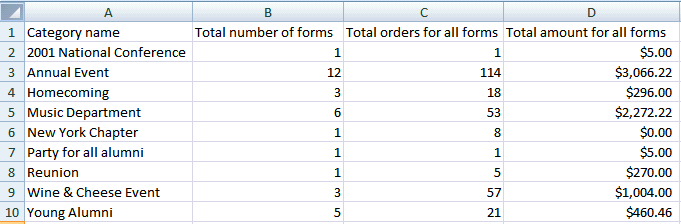 A B C D
1 Category name Total number of forms Total orders for all forms Total amount for all forms
2 2001 National Conference 1 1 $5.00
3 Annual Event 12 114 $3,066.22
4 Homecoming 3 18 $296.00
5 Music Department 6 53 $2,272.22
6 New York Chapter 1 8 $0.00
7 Party for all alumni 1 1 $5.00
8 Reunion 1 5 $270.00
9 Wine & Cheese Event 3 57 $1,004.00
10 Young Alumni 5 21 $460.46